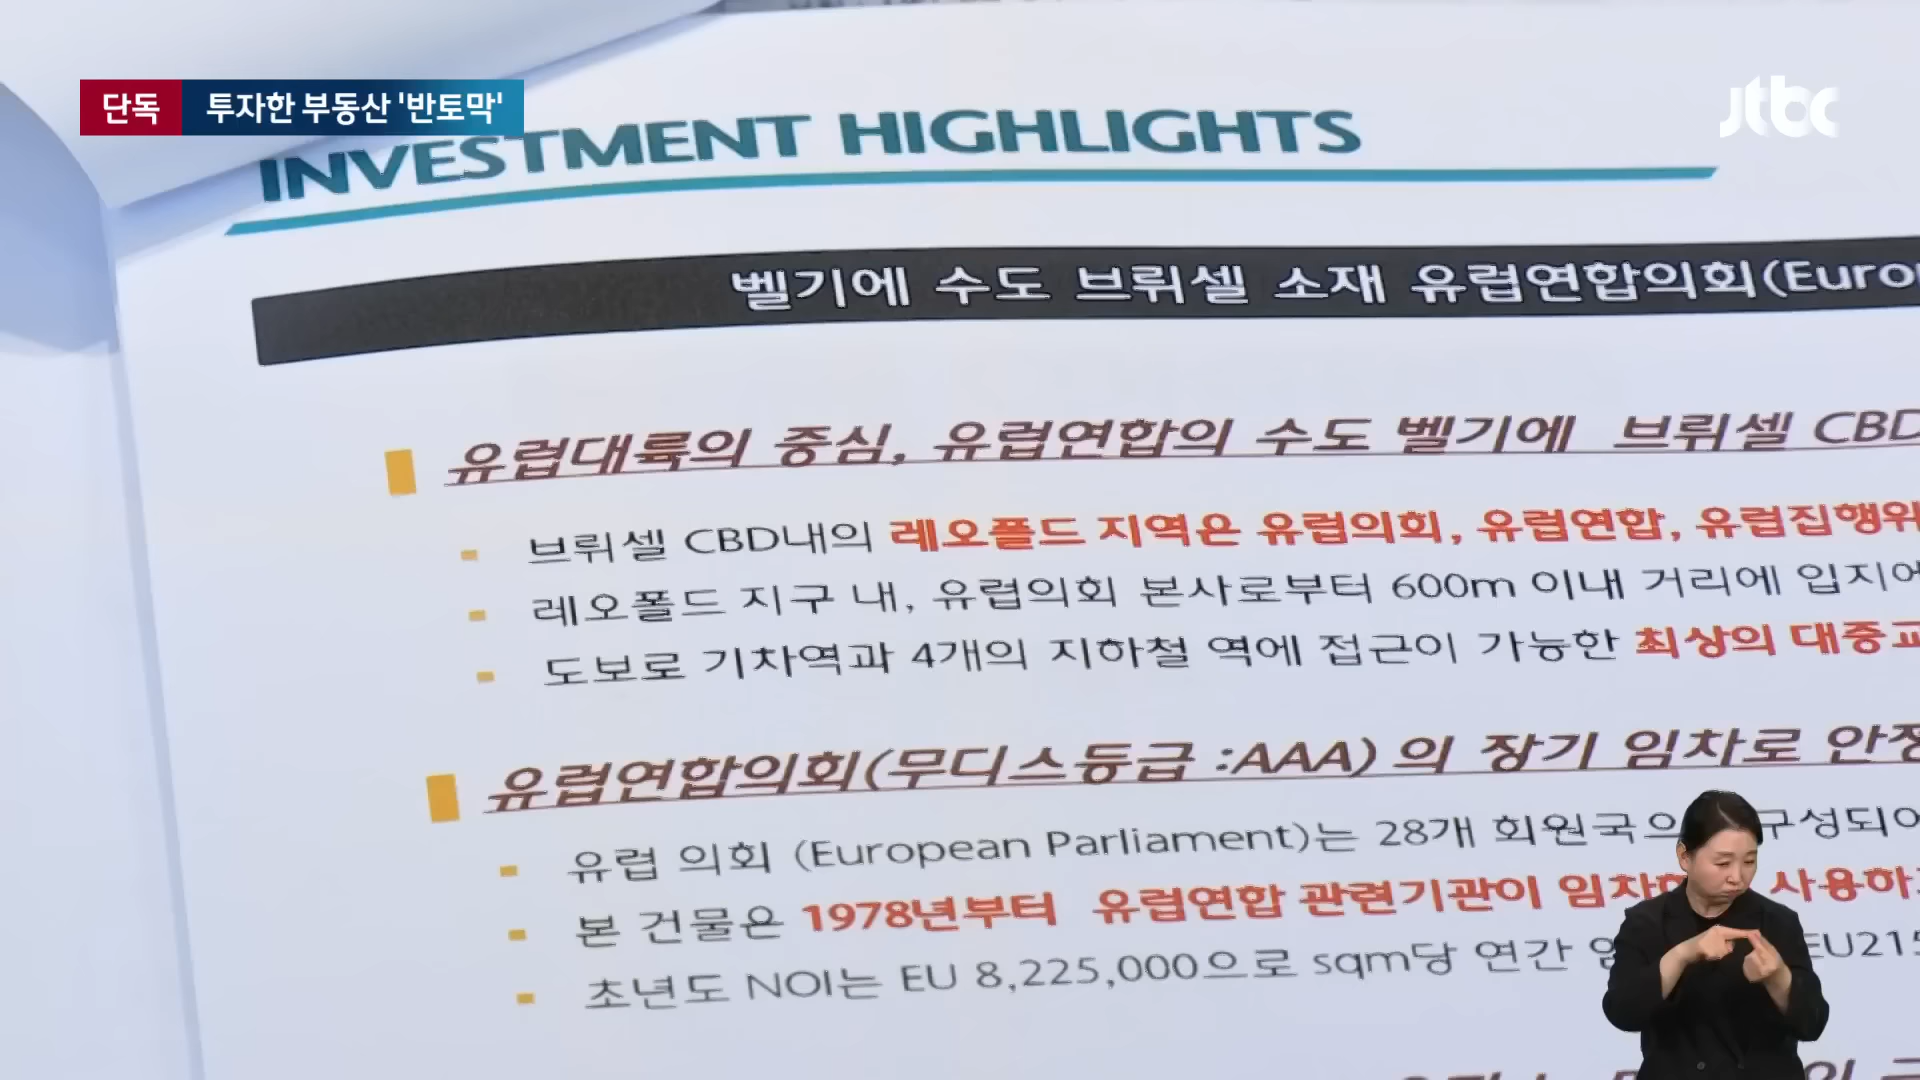 단독 투자한 부동산 '반토막'
jtbc
INVESTMENT HIGHLIGHTS
벨기에 수도 브뤼셀 소재 유럽연합의회(Europ
유럽대륙의 중심, 유럽연합의 수도 벨기에 브뤼셀 CBD
브뤼셀 CBD내의 레오폴드 지역은 유럽의회, 유럽연합, 유럽집행위
레오폴드 지구 내, 유럽의회 본사로부터 600m 이내 거리에 입지에
도보로 기차역과 4개의 지하철 역에 접근이 가능한 최상의 대중교
유럽연합의회(무디스등급 :AAA) 의 장기 임차로 안정
유럽 의회 (European Parliament)는 28개 회원국으 구성되어
본 건물은 1978년부터 유럽연합 관련기관이 임차 사용하
초년도 NOI는 EU 8,225,000으로 sqm당 연간 EU215